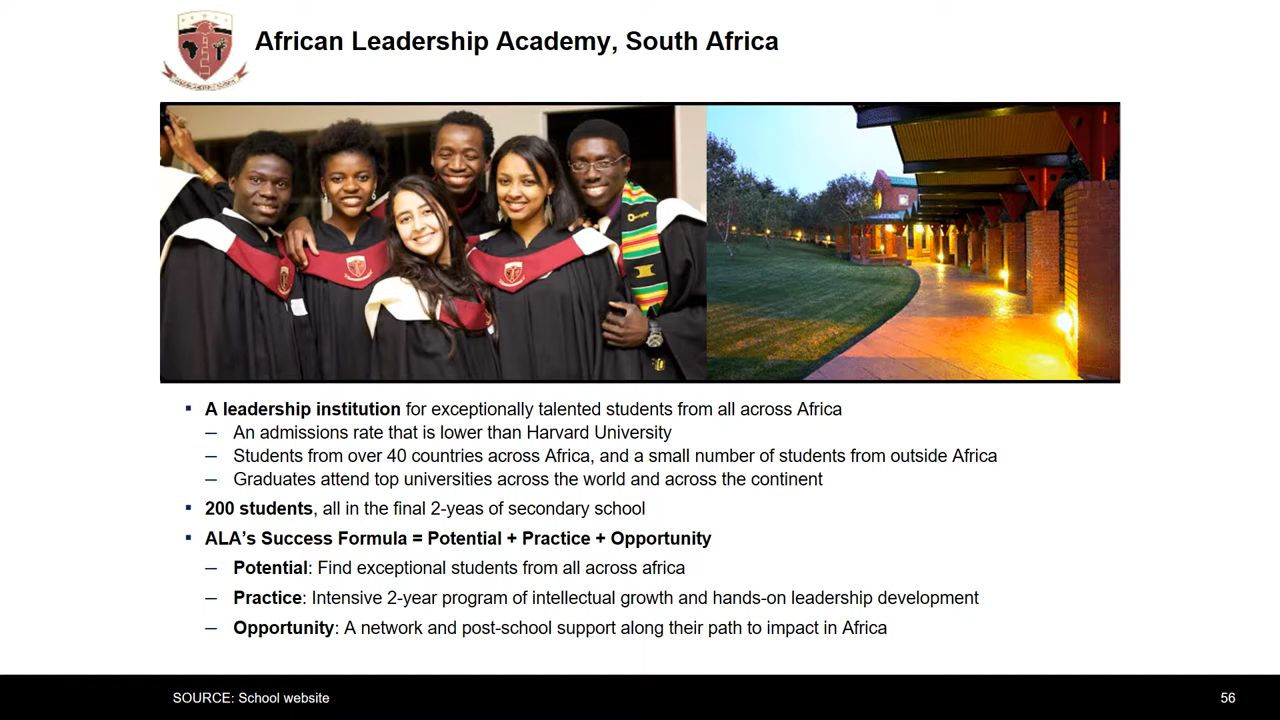 African Leadership Academy, South Africa
▪ A leadership institution for exceptionally talented students from all across Africa
– An admissions rate that is lower than Harvard University
– Students from over 40 countries across Africa, and a small number of students from outside Africa
– Graduates attend top universities across the world and across the continent
▪ 200 students, all in the final 2-yeas of secondary school
▪ ALA’s Success Formula = Potential + Practice + Opportunity
– Potential: Find exceptional students from all across africa
– Practice: Intensive 2-year program of intellectual growth and hands-on leadership development
– Opportunity: A network and post-school support along their path to impact in Africa
SOURCE: School website
56